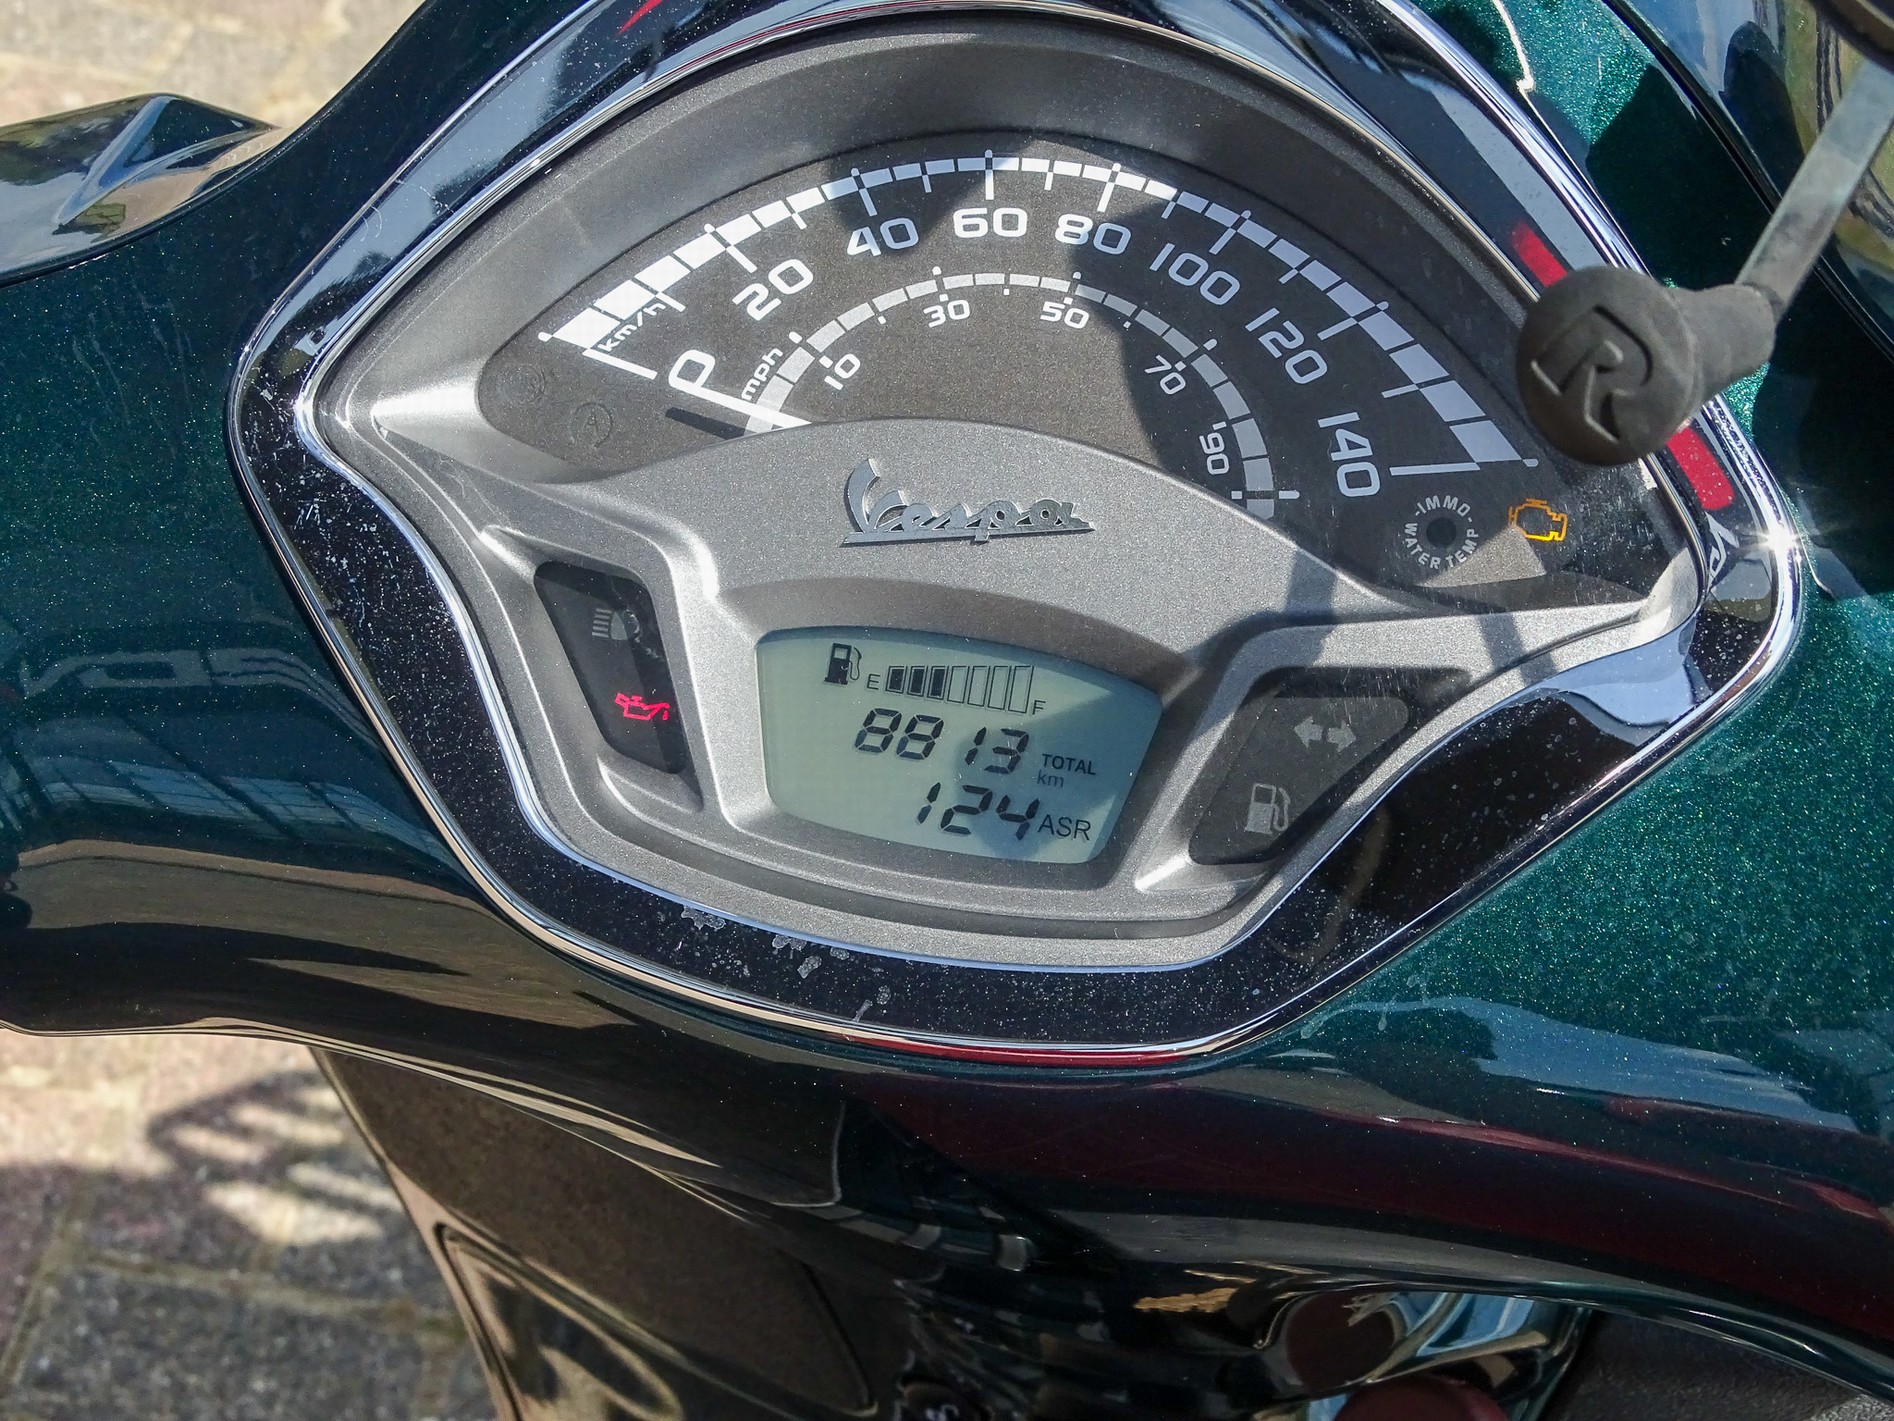 20 40 60 80 100 120 140
km/h
P
mph
10 30 50 70 90
R
Vespa
IMMO
WATER TEMP
E F
8813 TOTAL
km
124 ASR